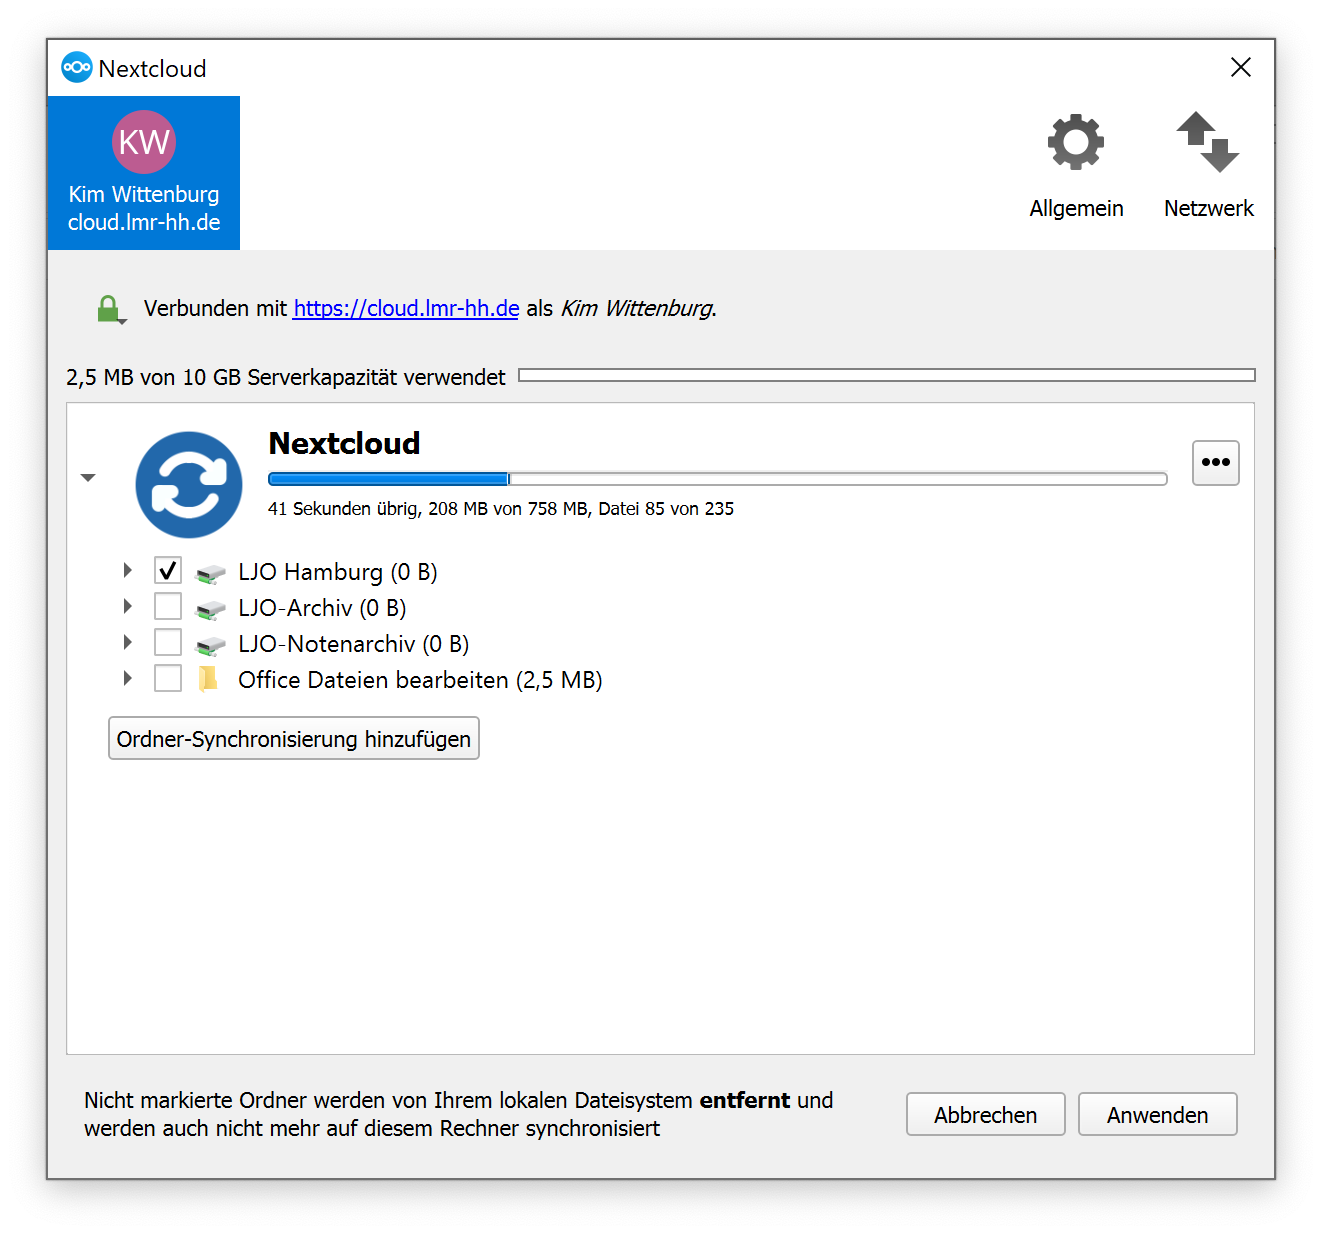 Nextcloud
KW
Kim Wittenburg
cloud.lmr-hh.de
Allgemein
Netzwerk
Verbunden mit https://cloud.lmr-hh.de als Kim Wittenburg.
2,5 MB von 10 GB Serverkapazität verwendet
Nextcloud
41 Sekunden übrig, 208 MB von 758 MB, Datei 85 von 235
LJO Hamburg (0 B)
LJO-Archiv (0 B)
LJO-Notenarchiv (0 B)
Office Dateien bearbeiten (2,5 MB)
Ordner-Synchronisierung hinzufügen
Nicht markierte Ordner werden von Ihrem lokalen Dateisystem entfernt und
werden auch nicht mehr auf diesem Rechner synchronisiert
Abbrechen
Anwenden